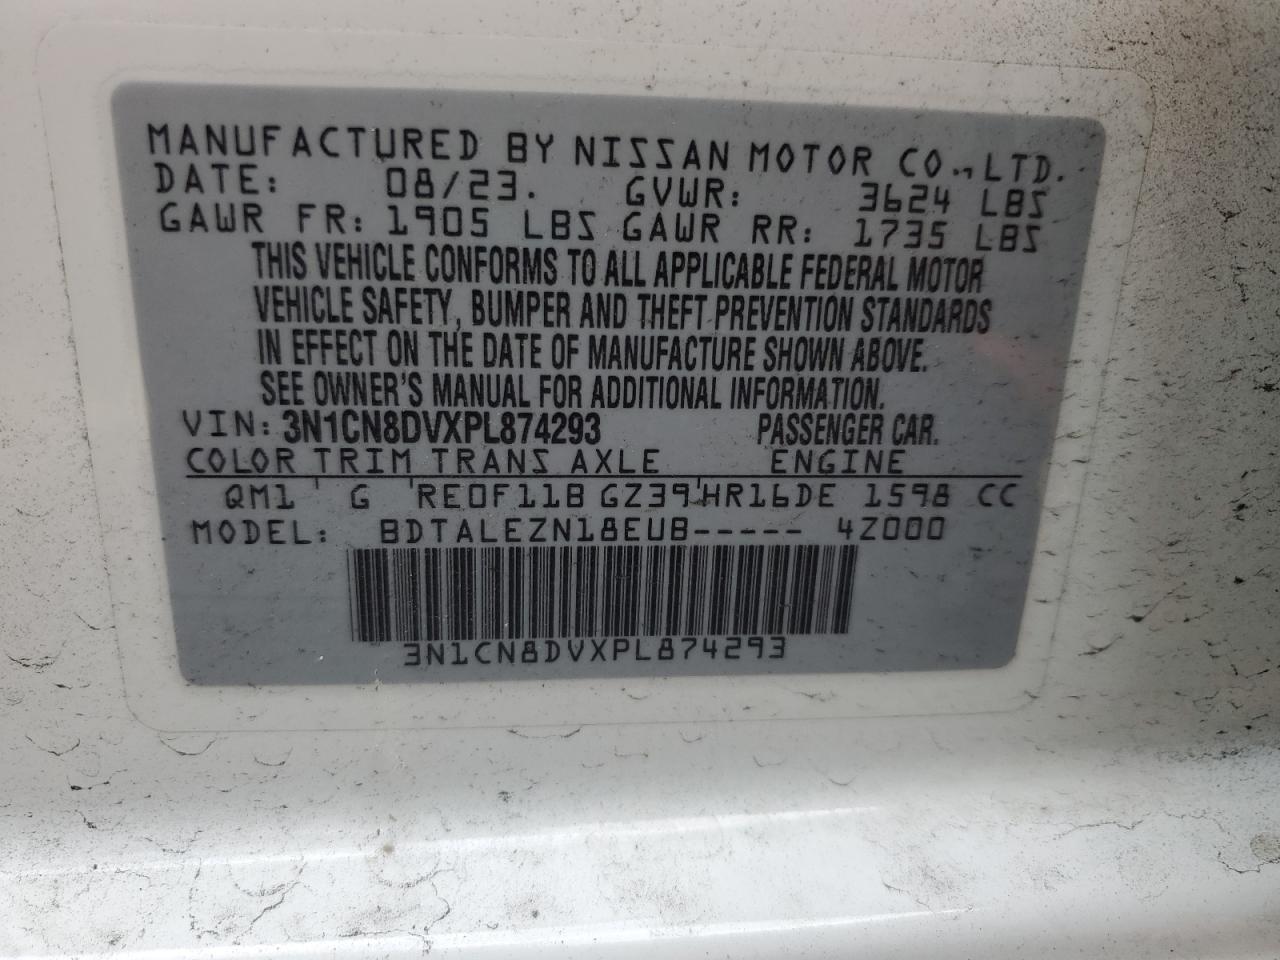 MANUFACTURED BY NISSAN MOTOR CO., LTD.
DATE: 08/23. GVWR: 3624 LBS
GAWR FR: 1905 LBS GAWR RR: 1735 LBS
THIS VEHICLE CONFORMS TO ALL APPLICABLE FEDERAL MOTOR
VEHICLE SAFETY, BUMPER AND THEFT PREVENTION STANDARDS
IN EFFECT ON THE DATE OF MANUFACTURE SHOWN ABOVE.
SEE OWNER'S MANUAL FOR ADDITIONAL INFORMATION.
VIN: 3N1CN8DVXPL874293 PASSENGER CAR.
COLOR TRIM TRANS AXLE ENGINE
QM1 ' G 'RE0F11B GZ39'HR16DE 1598 CC
MODEL: BDTALEZN18EUB----- 4Z000
3N1CN8DVXPL874293